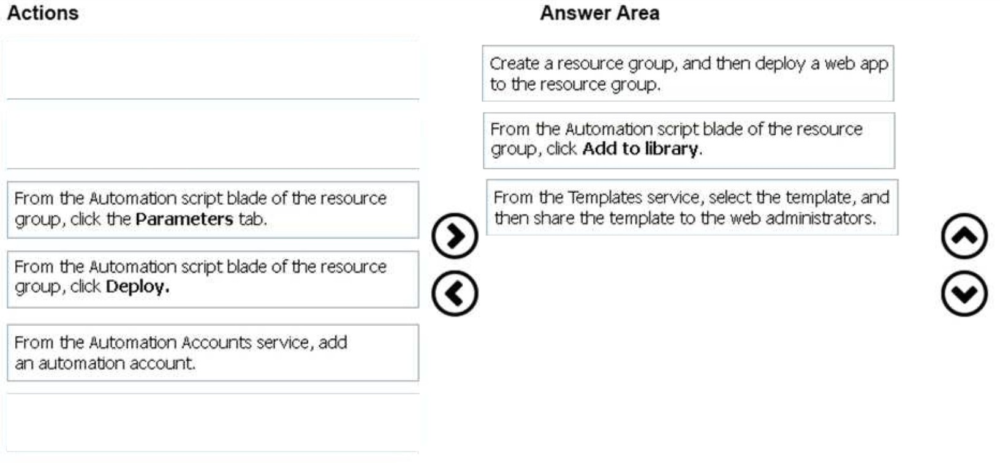 Actions
Answer Area
Create a resource group, and then deploy a web app
to the resource group.
From the Automation script blade of the resource
group, click Add to library.
From the Automation script blade of the resource
group, click the Parameters tab.
From the Templates service, select the template, and
then share the template to the web administrators.
From the Automation script blade of the resource
group, click Deploy.
From the Automation Accounts service, add
an automation account.